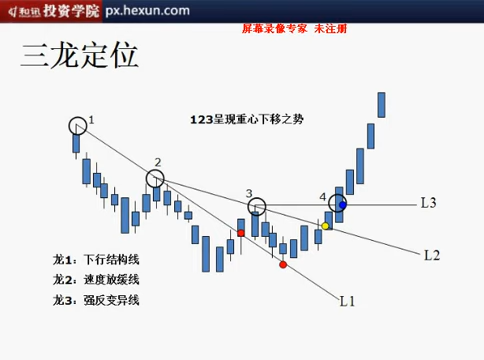 和讯 投资学院 px.hexun.com
屏幕录像专家 未注册
三龙定位
1
123呈现重心下移之势
2
3
4
L3
L2
龙1：下行结构线
龙2：速度放缓线
龙3：强反变异线
L1